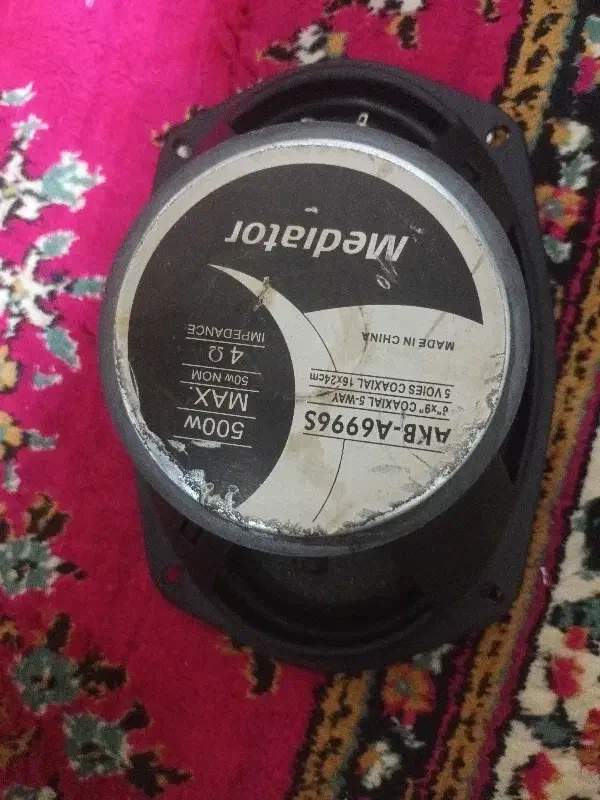 AKB-A6996S
6"x9" COAXIAL 5-WAY
5 VOIES COAXIAL 16x24cm
MADE IN CHINA
500w
MAX.
50w NOM
4 Ω
IMPEDANCE
Mediator